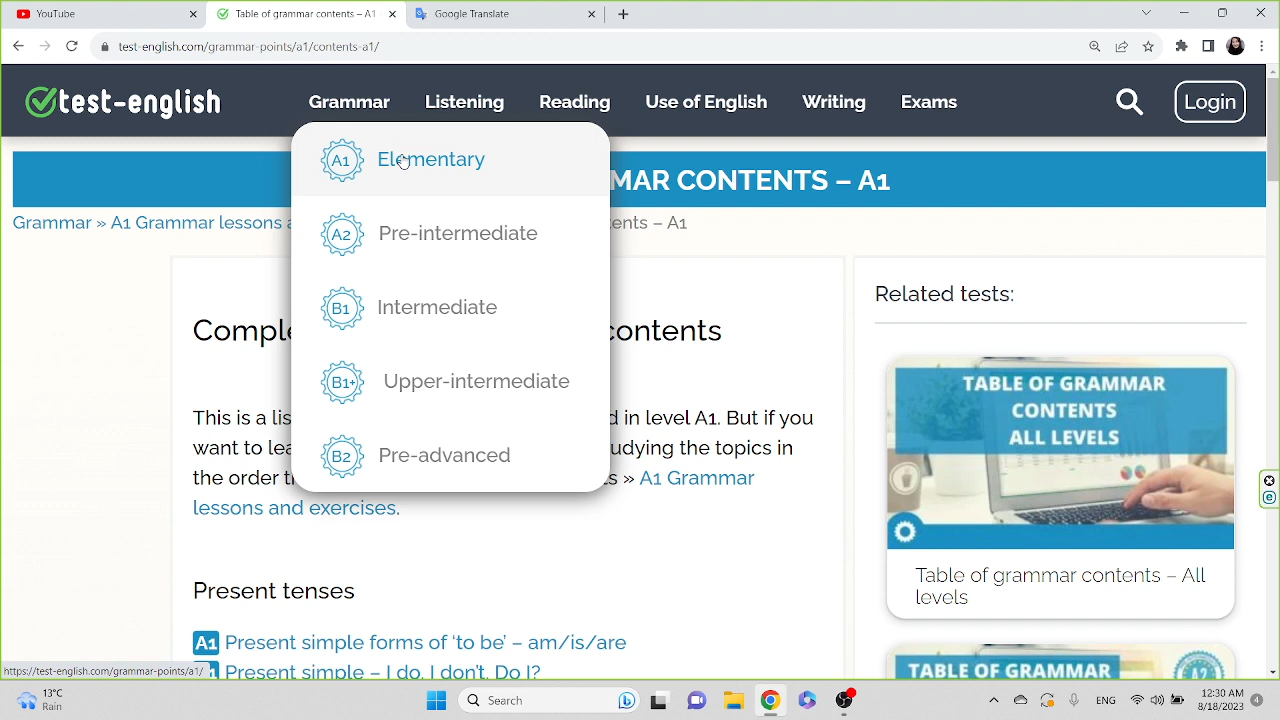 YouTube
Table of grammar contents – A1
Google Translate
test-english.com/grammar-points/a1/contents-a1/
test-english
Grammar
Listening
Reading
Use of English
Writing
Exams
Login
A1 Elementary
A2 Pre-intermediate
B1 Intermediate
B1+ Upper-intermediate
B2 Pre-advanced
MAR CONTENTS – A1
Grammar » A1 Grammar lessons
ents – A1
Comple
contents
This is a lis
d in level A1. But if you
want to lea
udying the topics in
the order t
s » A1 Grammar
lessons and exercises.
Present tenses
A1 Present simple forms of ‘to be’ – am/is/are
Present simple – I do, I don’t, Do I?
Related tests:
TABLE OF GRAMMAR
CONTENTS
ALL LEVELS
Table of grammar contents – All
levels
TABLE OF GRAMMAR
https://test-english.com/grammar-points/a1/
13°C
Rain
Search
ENG
12:30 AM
8/18/2023
4